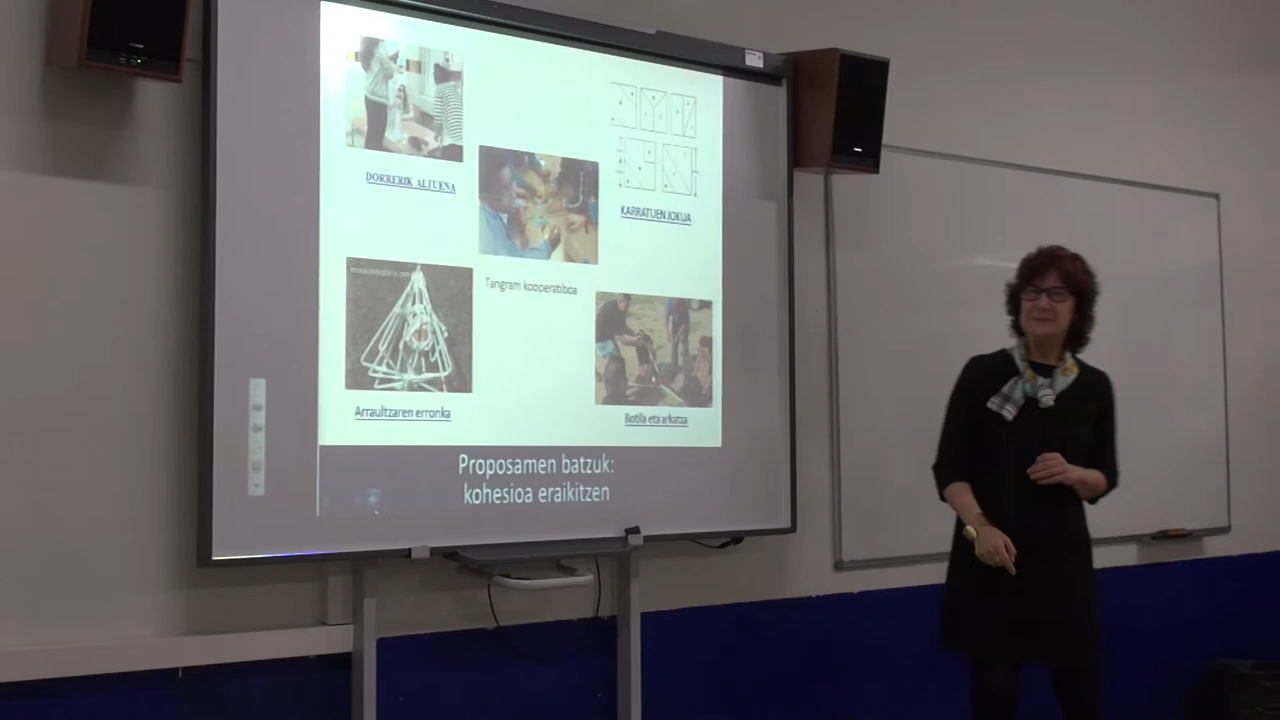 DORRERIK ALTUENA
KARRATUEN JOKUA
Tangram kooperatiboa
Arraultzaren erronka
Botila eta arkatza
Proposamen batzuk:
kohesioa eraikitzen